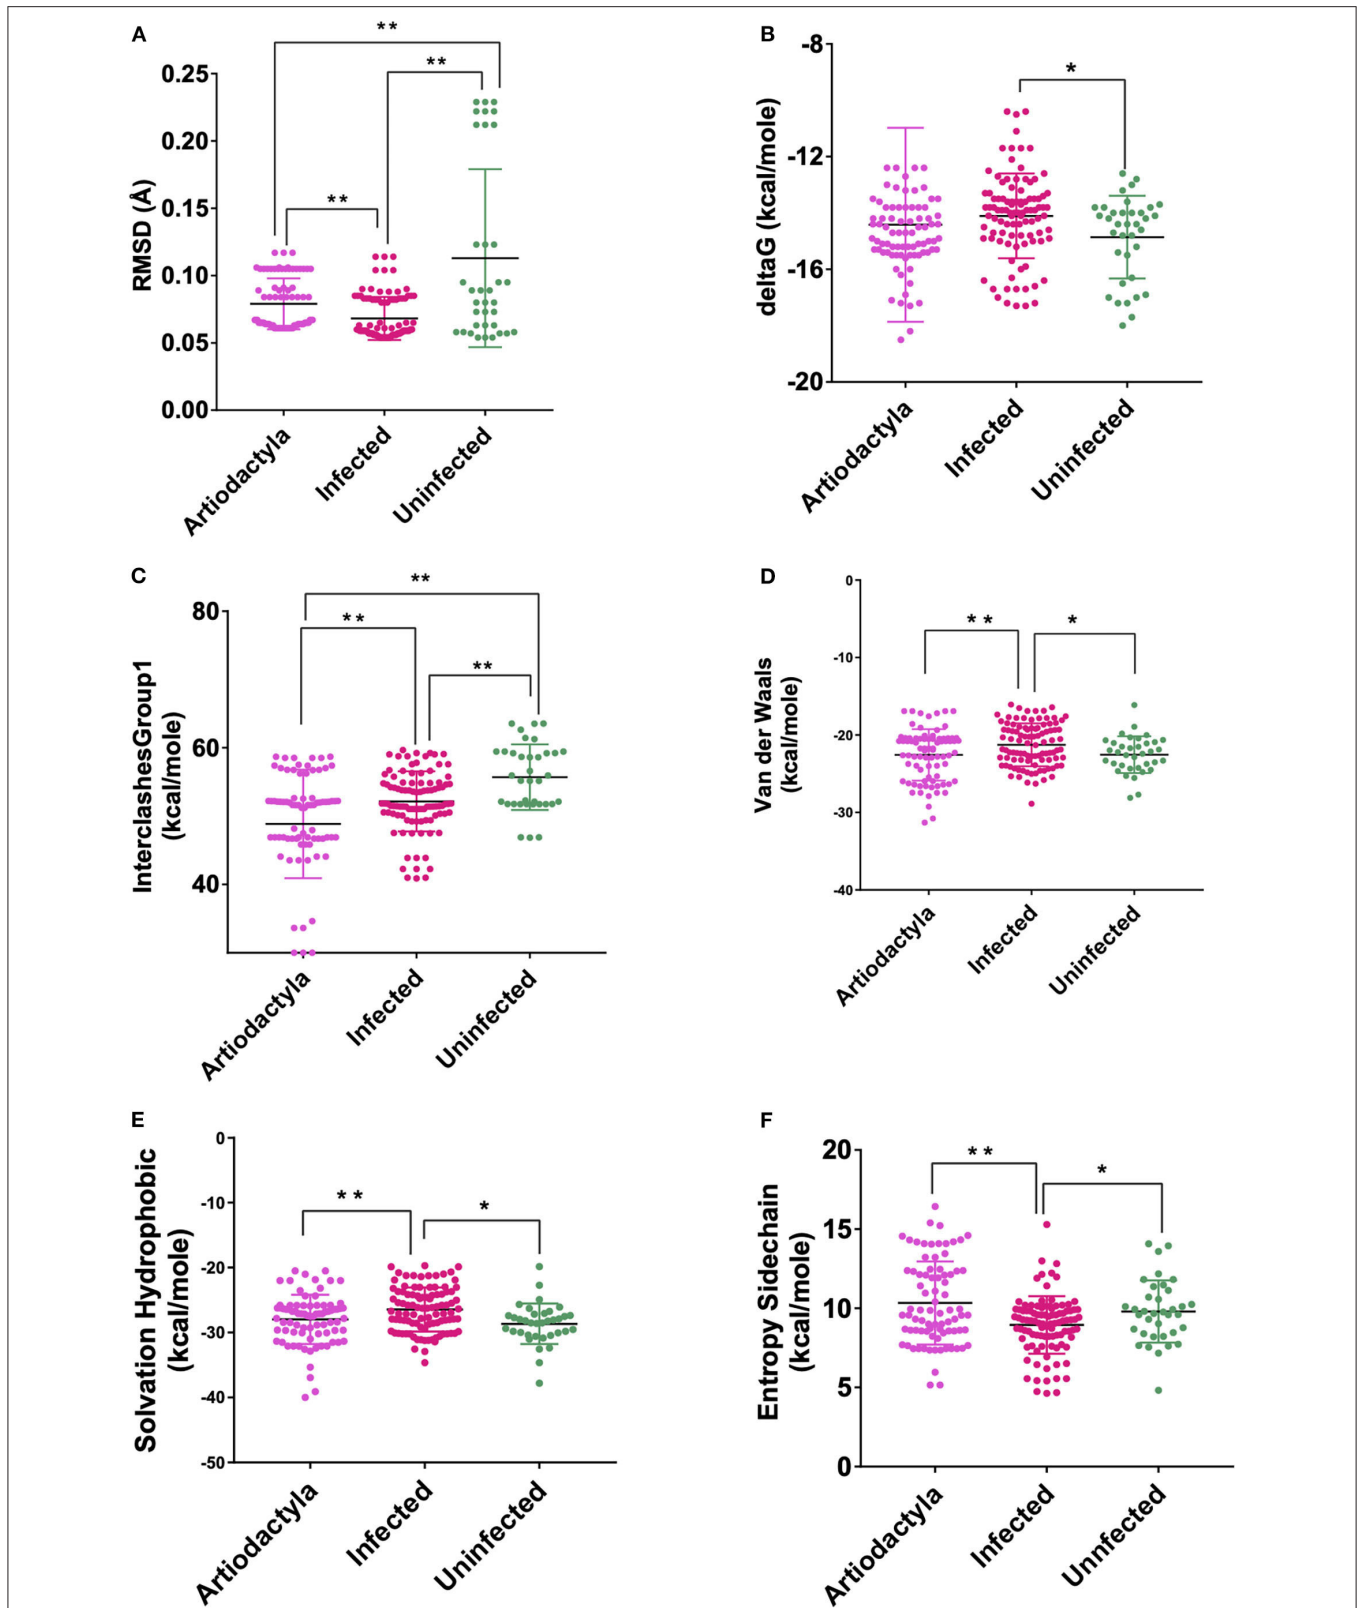 A
**
**
**
RMSD (Å)
0.25
0.20
0.15
0.10
0.05
0.00
Artiodactyla
Infected
Uninfected
B
*
deltaG (kcal/mole)
-8
-12
-16
-20
Artiodactyla
Infected
Uninfected
C
**
**
**
InterclashesGroup1
(kcal/mole)
80
60
40
Artiodactyla
Infected
Uninfected
D
**
*
Van der Waals
(kcal/mole)
0
-10
-20
-30
-40
Artiodactyla
Infected
Uninfected
E
**
*
Solvation Hydrophobic
(kcal/mole)
0
-10
-20
-30
-40
-50
Artiodactyla
Infected
Uninfected
F
**
*
Entropy Sidechain
(kcal/mole)
20
15
10
5
0
Artiodactyla
Infected
Unnfected